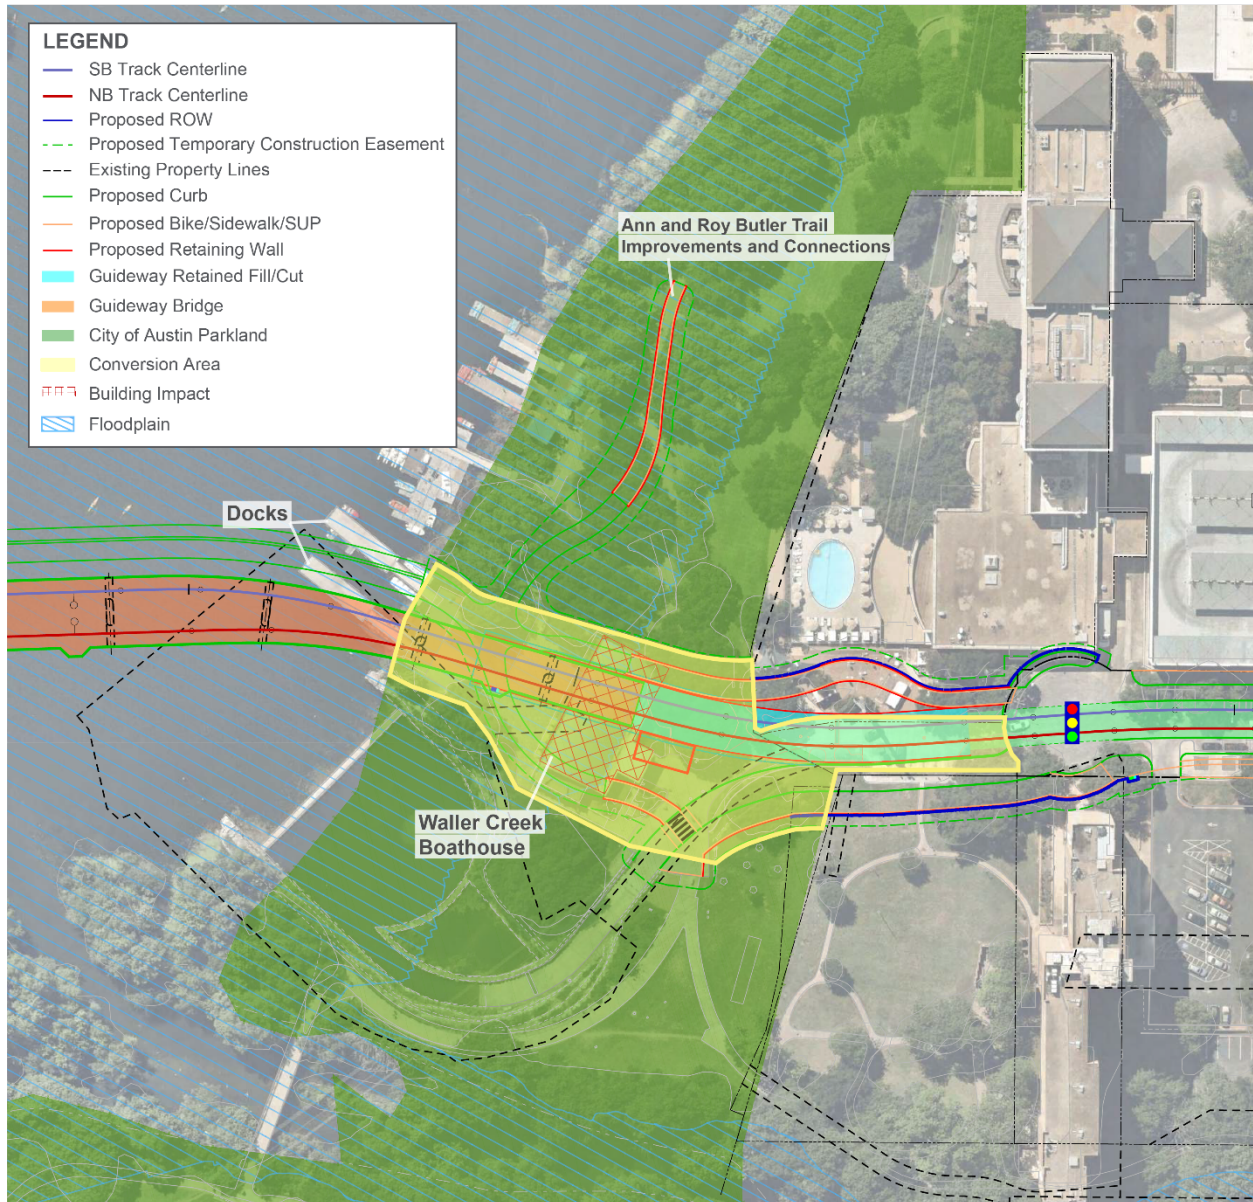 LEGEND
SB Track Centerline
NB Track Centerline
Proposed ROW
Proposed Temporary Construction Easement
Existing Property Lines
Proposed Curb
Proposed Bike/Sidewalk/SUP
Proposed Retaining Wall
Guideway Retained Fill/Cut
Guideway Bridge
City of Austin Parkland
Conversion Area
Building Impact
Floodplain
Ann and Roy Butler Trail
Improvements and Connections
Docks
Waller Creek
Boathouse